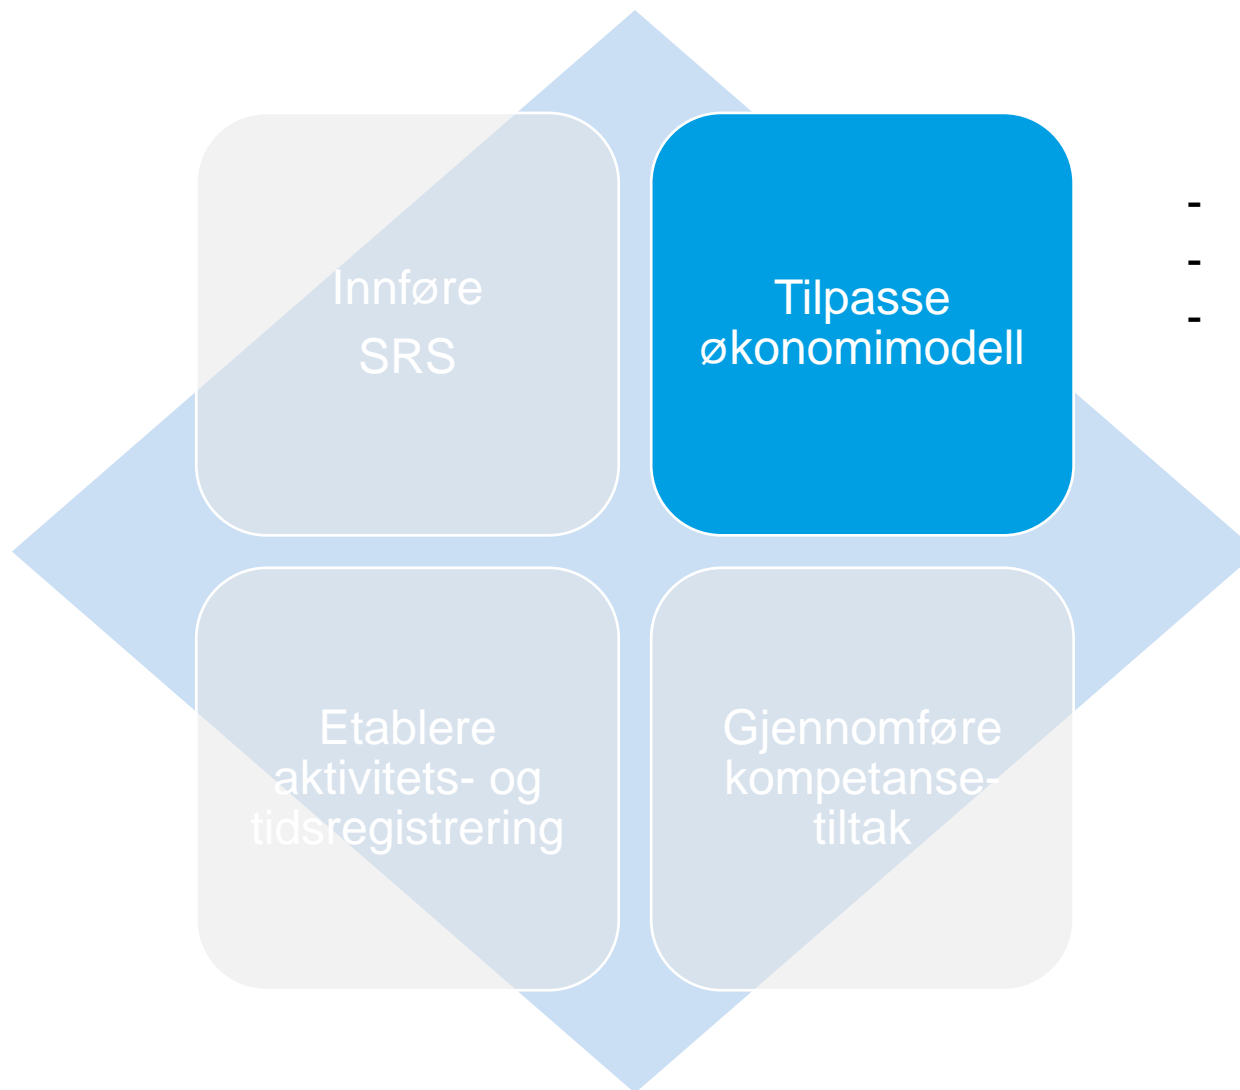 Innføre
SRS
Tilpasse
økonomimodell
-
-
-
Etablere
aktivitets- og
tidsregistrering
Gjennomføre
kompetanse-
tiltak